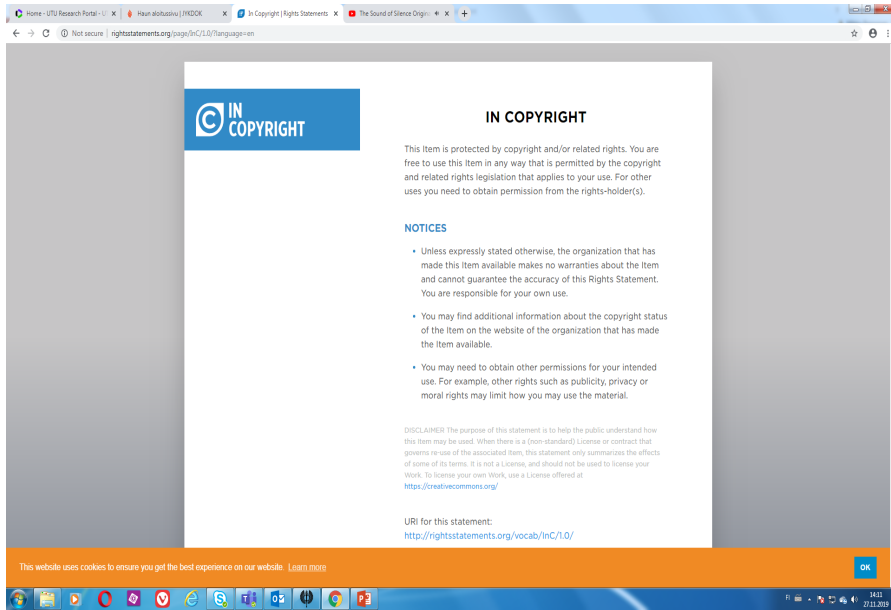 Home - UTU Research Portal - U
Haun aloitussivu | JYKDOK
In Copyright | Rights Statements
The Sound of Silence Origin
Not secure | rightsstatements.org/page/InC/1.0/?language=en
IN
COPYRIGHT
IN COPYRIGHT
This Item is protected by copyright and/or related rights. You are
free to use this Item in any way that is permitted by the copyright
and related rights legislation that applies to your use. For other
uses you need to obtain permission from the rights-holder(s).
NOTICES
• Unless expressly stated otherwise, the organization that has
made this Item available makes no warranties about the Item
and cannot guarantee the accuracy of this Rights Statement.
You are responsible for your own use.
• You may find additional information about the copyright status
of the Item on the website of the organization that has made
the Item available.
• You may need to obtain other permissions for your intended
use. For example, other rights such as publicity, privacy or
moral rights may limit how you may use the material.
DISCLAIMER The purpose of this statement is to help the public understand how
this Item may be used. When there is a (non-standard) License or contract that
governs re-use of the associated Item, this statement only summarizes the effects
of some of its terms. It is not a License, and should not be used to license your
Work. To license your own Work, use a License offered at
https://creativecommons.org/
URI for this statement:
http://rightsstatements.org/vocab/InC/1.0/
This website uses cookies to ensure you get the best experience on our website. Learn more
OK
FI
14:11
27.11.2019